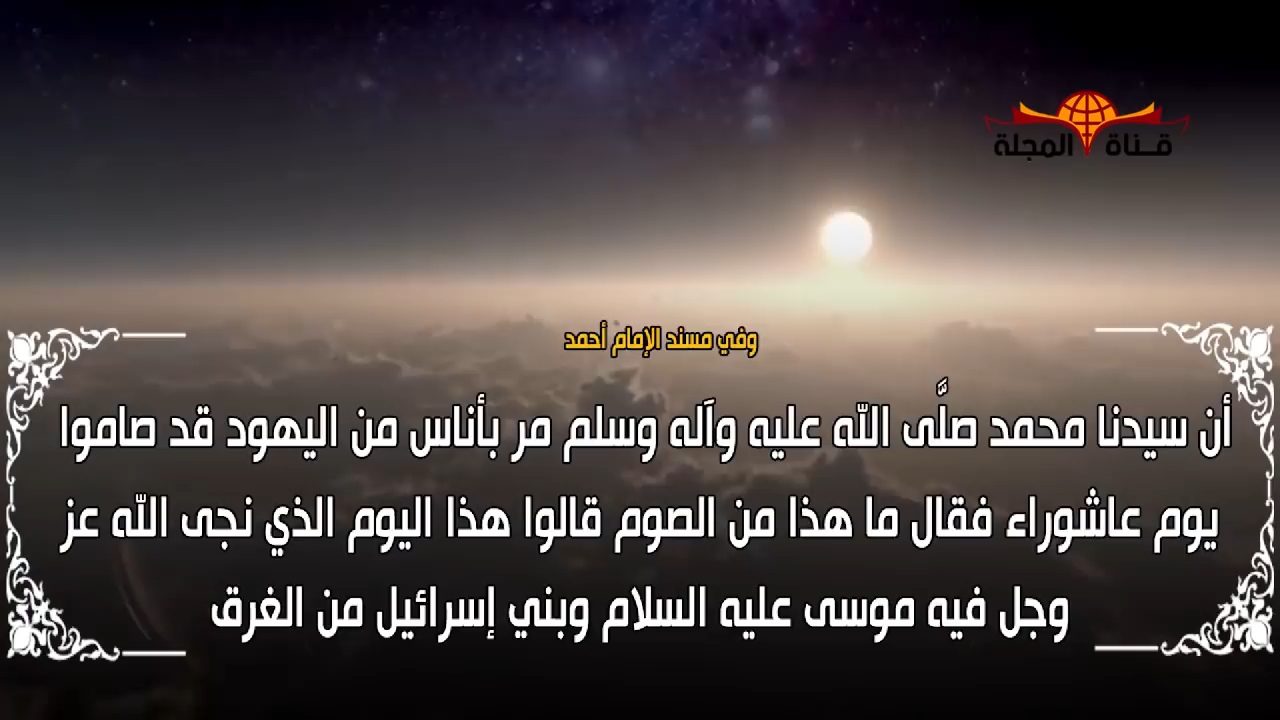 قناة المجلة
وفي مسند الإمام أحمد
أن سيدنا محمد صلَّى الله عليه وآله وسلم مر بأناس من اليهود قد صاموا
يوم عاشوراء فقال ما هذا من الصوم قالوا هذا اليوم الذي نجى الله عز
وجل فيه موسى عليه السلام وبني إسرائيل من الغرق